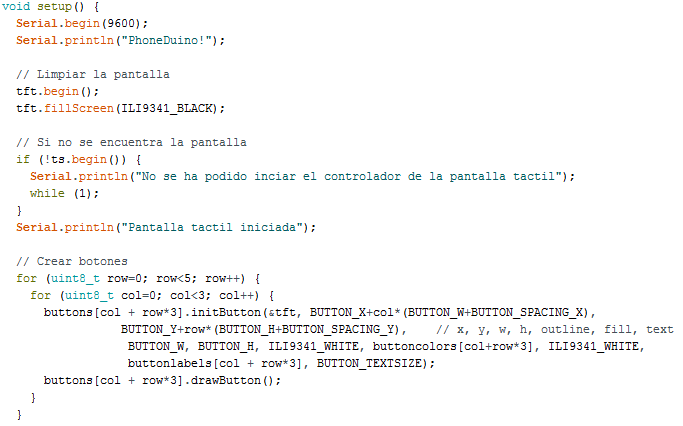 void setup() {
  Serial.begin(9600);
  Serial.println("PhoneDuino!");

  // Limpiar la pantalla
  tft.begin();
  tft.fillScreen(ILI9341_BLACK);

  // Si no se encuentra la pantalla
  if (!ts.begin()) {
    Serial.println("No se ha podido inciar el controlador de la pantalla tactil");
    while (1);
  }
  Serial.println("Pantalla tactil iniciada");

  // Crear botones
  for (uint8_t row=0; row<5; row++) {
    for (uint8_t col=0; col<3; col++) {
      buttons[col + row*3].initButton(&tft, BUTTON_X+col*(BUTTON_W+BUTTON_SPACING_X),
                 BUTTON_Y+row*(BUTTON_H+BUTTON_SPACING_Y),    // x, y, w, h, outline, fill, text
                  BUTTON_W, BUTTON_H, ILI9341_WHITE, buttoncolors[col+row*3], ILI9341_WHITE,
                  buttonlabels[col + row*3], BUTTON_TEXTSIZE);
      buttons[col + row*3].drawButton();
    }
  }